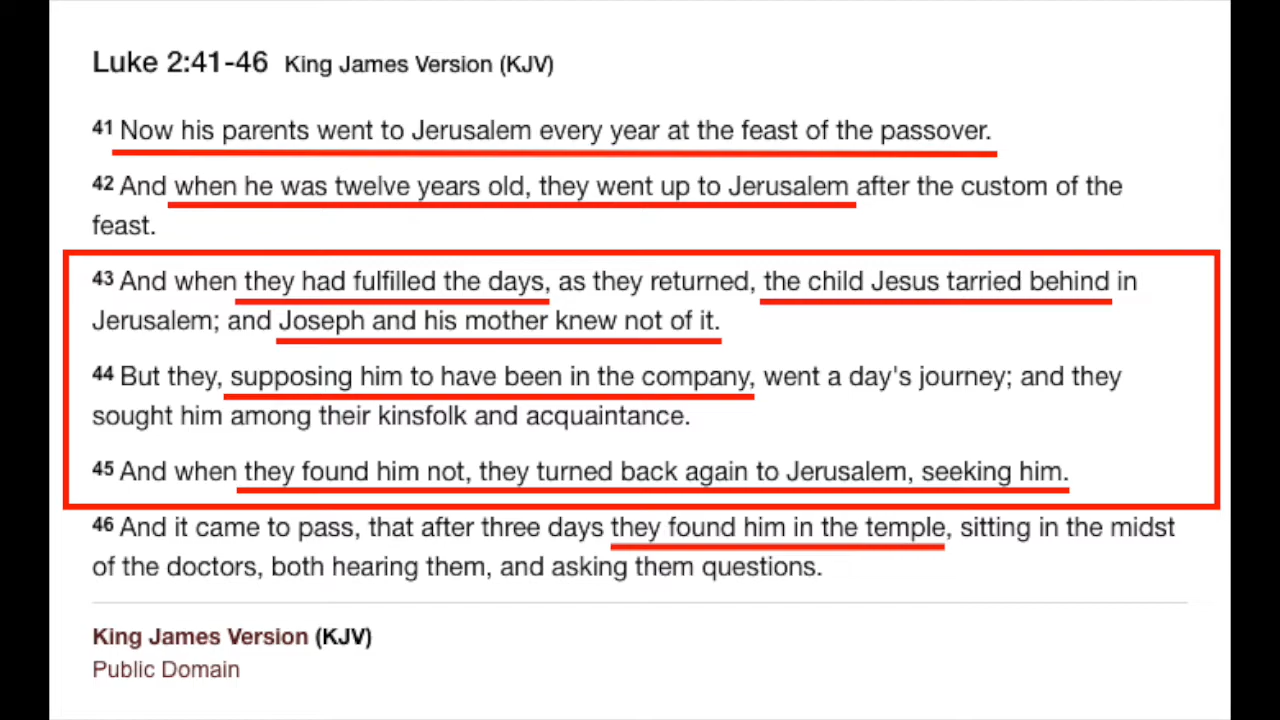 Luke 2:41-46 King James Version (KJV)
41 Now his parents went to Jerusalem every year at the feast of the passover.
42 And when he was twelve years old, they went up to Jerusalem after the custom of the
feast.
43 And when they had fulfilled the days, as they returned, the child Jesus tarried behind in
Jerusalem; and Joseph and his mother knew not of it.
44 But they, supposing him to have been in the company, went a day's journey; and they
sought him among their kinsfolk and acquaintance.
45 And when they found him not, they turned back again to Jerusalem, seeking him.
46 And it came to pass, that after three days they found him in the temple, sitting in the midst
of the doctors, both hearing them, and asking them questions.
King James Version (KJV)
Public Domain